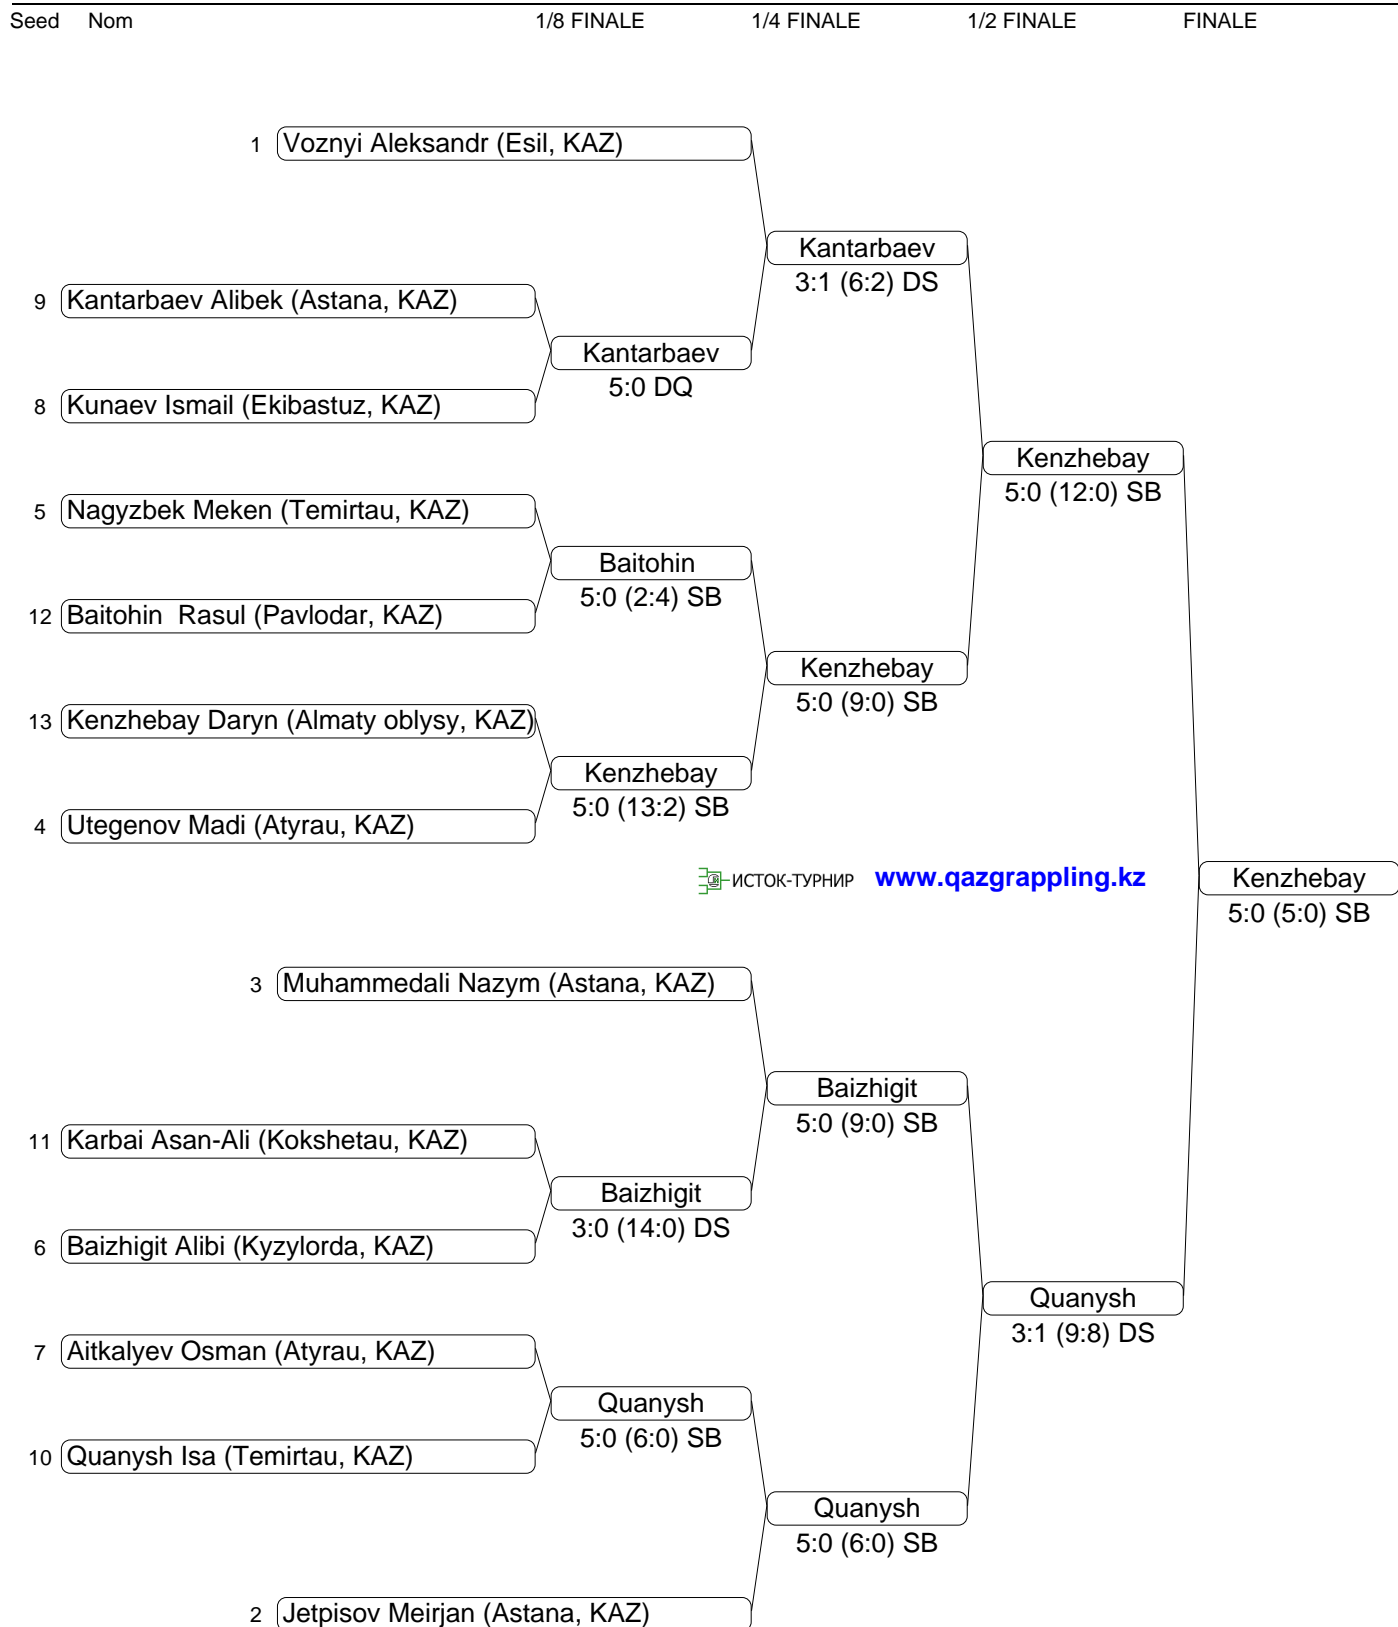 Seed Nom 1/8 FINALE 1/4 FINALE 1/2 FINALE FINALE
1 Voznyi Aleksandr (Esil, KAZ)
Kantarbaev
3:1 (6:2) DS
9 Kantarbaev Alibek (Astana, KAZ)
Kantarbaev
5:0 DQ
8 Kunaev Ismail (Ekibastuz, KAZ)
Kenzhebay
5:0 (12:0) SB
5 Nagyzbek Meken (Temirtau, KAZ)
Baitohin
5:0 (2:4) SB
12 Baitohin  Rasul (Pavlodar, KAZ)
Kenzhebay
5:0 (9:0) SB
13 Kenzhebay Daryn (Almaty oblysy, KAZ)
Kenzhebay
5:0 (13:2) SB
4 Utegenov Madi (Atyrau, KAZ)
ИСТОК-ТУРНИР www.qazgrappling.kz
Kenzhebay
5:0 (5:0) SB
3 Muhammedali Nazym (Astana, KAZ)
Baizhigit
5:0 (9:0) SB
11 Karbai Asan-Ali (Kokshetau, KAZ)
Baizhigit
3:0 (14:0) DS
6 Baizhigit Alibi (Kyzylorda, KAZ)
Quanysh
3:1 (9:8) DS
7 Aitkalyev Osman (Atyrau, KAZ)
Quanysh
5:0 (6:0) SB
10 Quanysh Isa (Temirtau, KAZ)
Quanysh
5:0 (6:0) SB
2 Jetpisov Meirjan (Astana, KAZ)